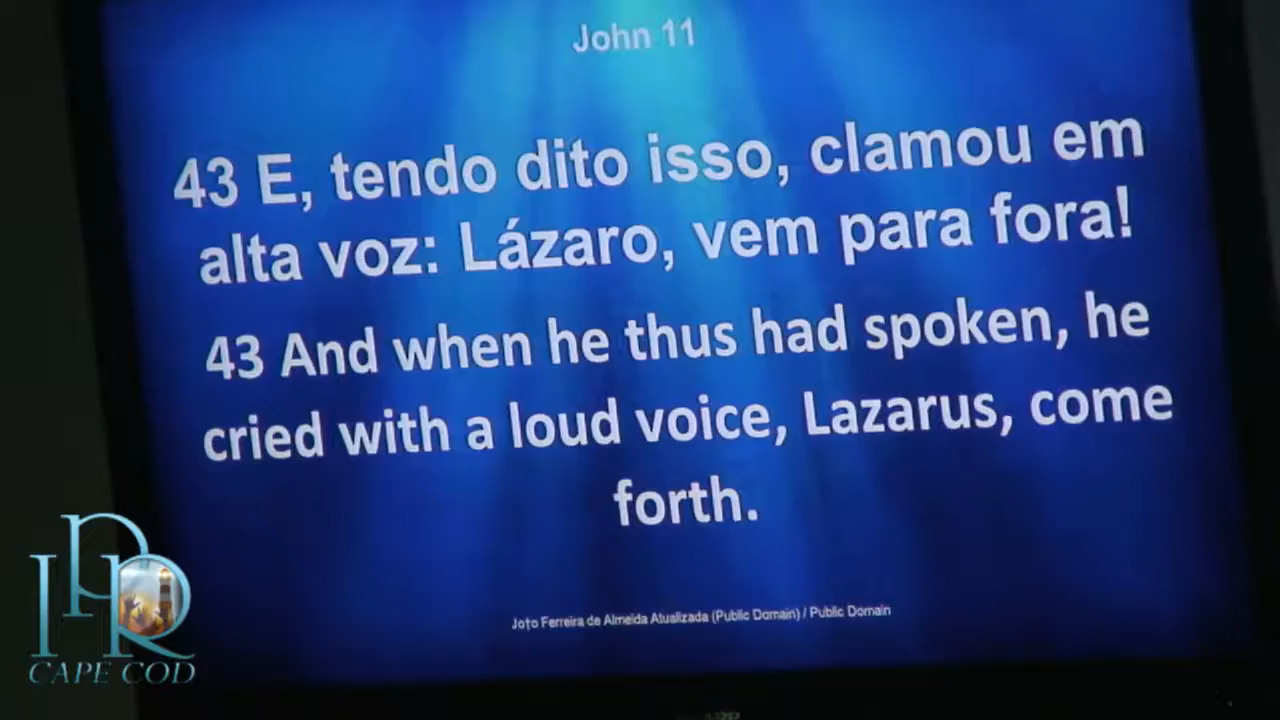 John 11
43 E, tendo dito isso, clamou em
alta voz: Lázaro, vem para fora!
43 And when he thus had spoken, he
cried with a loud voice, Lazarus, come
forth.
Joto Ferreira de Almeida Atualizada (Public Domain) / Public Domain
IPR
CAPE COD